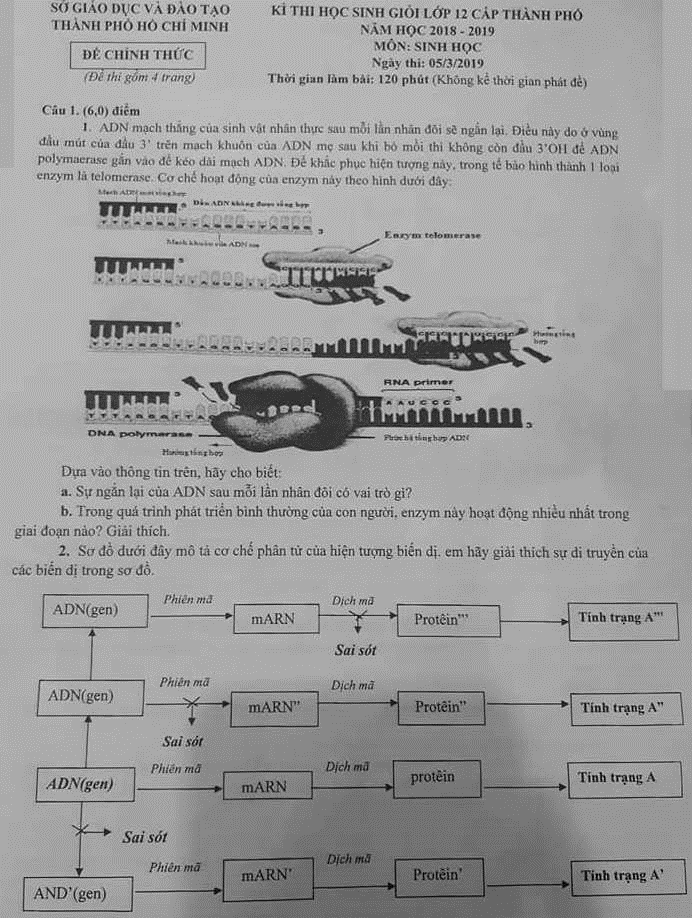 SỞ GIÁO DỤC VÀ ĐÀO TẠO
THÀNH PHỐ HỒ CHÍ MINH
ĐỀ CHÍNH THỨC
(Đề thi gồm 4 trang)
KÌ THI HỌC SINH GIỎI LỚP 12 CẤP THÀNH PHỐ
NĂM HỌC 2018 - 2019
MÔN: SINH HỌC
Ngày thi: 05/3/2019
Thời gian làm bài: 120 phút (Không kể thời gian phát đề)
Câu 1. (6,0) điểm
1. ADN mạch thẳng của sinh vật nhân thực sau mỗi lần nhân đôi sẽ ngắn lại. Điều này do ở vùng
đầu mút của đầu 3' trên mạch khuôn của ADN mẹ sau khi bỏ mồi thì không còn đầu 3'OH để ADN
polymaerase gắn vào để kéo dài mạch ADN. Để khắc phục hiện tượng này, trong tế bào hình thành 1 loại
enzym là telomerase. Cơ chế hoạt động của enzym này theo hình dưới đây:
Mạch ADN mới tổng hợp
5 Đầu ADN không được tổng hợp
3
Mạch khuôn của ADN mẹ
Enzym telomerase
5
5
Hướng tổng
hợp
RNA primer
A A U C C C 5
3
DNA polymerase
Phức hệ tổng hợp ADN
Hướng tổng hợp
Dựa vào thông tin trên, hãy cho biết:
a. Sự ngắn lại của ADN sau mỗi lần nhân đôi có vai trò gì?
b. Trong quá trình phát triển bình thường của con người, enzym này hoạt động nhiều nhất trong
giai đoạn nào? Giải thích.
2. Sơ đồ dưới đây mô tả cơ chế phân tử của hiện tượng biến dị. em hãy giải thích sự di truyền của
các biến dị trong sơ đồ.
ADN(gen) Phiên mã mARN Dịch mã Protêin''' Tính trạng A'''
Sai sót
ADN(gen) Phiên mã mARN'' Dịch mã Protêin'' Tính trạng A''
Sai sót
ADN(gen) Phiên mã mARN Dịch mã protêin Tính trạng A
Sai sót
AND'(gen) Phiên mã mARN' Dịch mã Protêin' Tính trạng A'